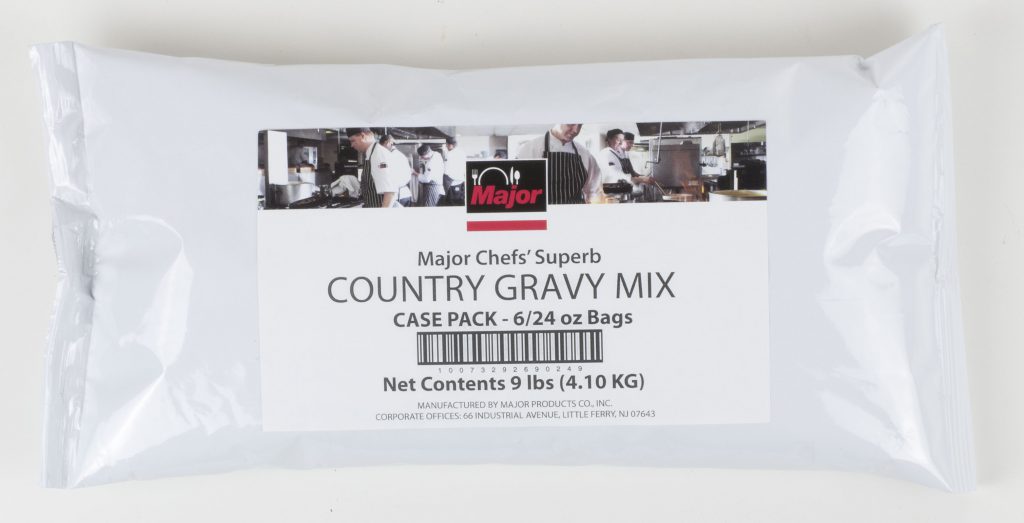 Major
Major Chefs' Superb
COUNTRY GRAVY MIX
CASE PACK - 6/24 oz Bags
10073292690249
Net Contents 9 lbs (4.10 KG)
MANUFACTURED BY MAJOR PRODUCTS CO., INC.
CORPORATE OFFICES: 66 INDUSTRIAL AVENUE, LITTLE FERRY, NJ 07643